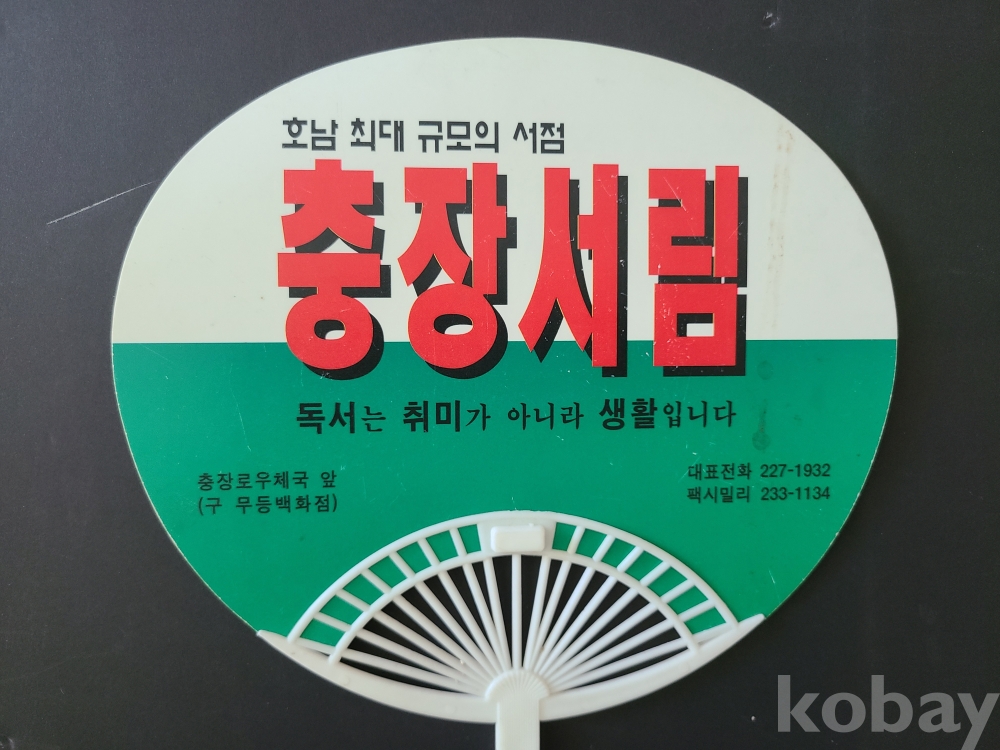 호남 최대 규모의 서점
충장서림
독서는 취미가 아니라 생활입니다
충장로우체국 앞
(구 무등백화점)
대표전화 227-1932
팩시밀리 233-1134
kobay